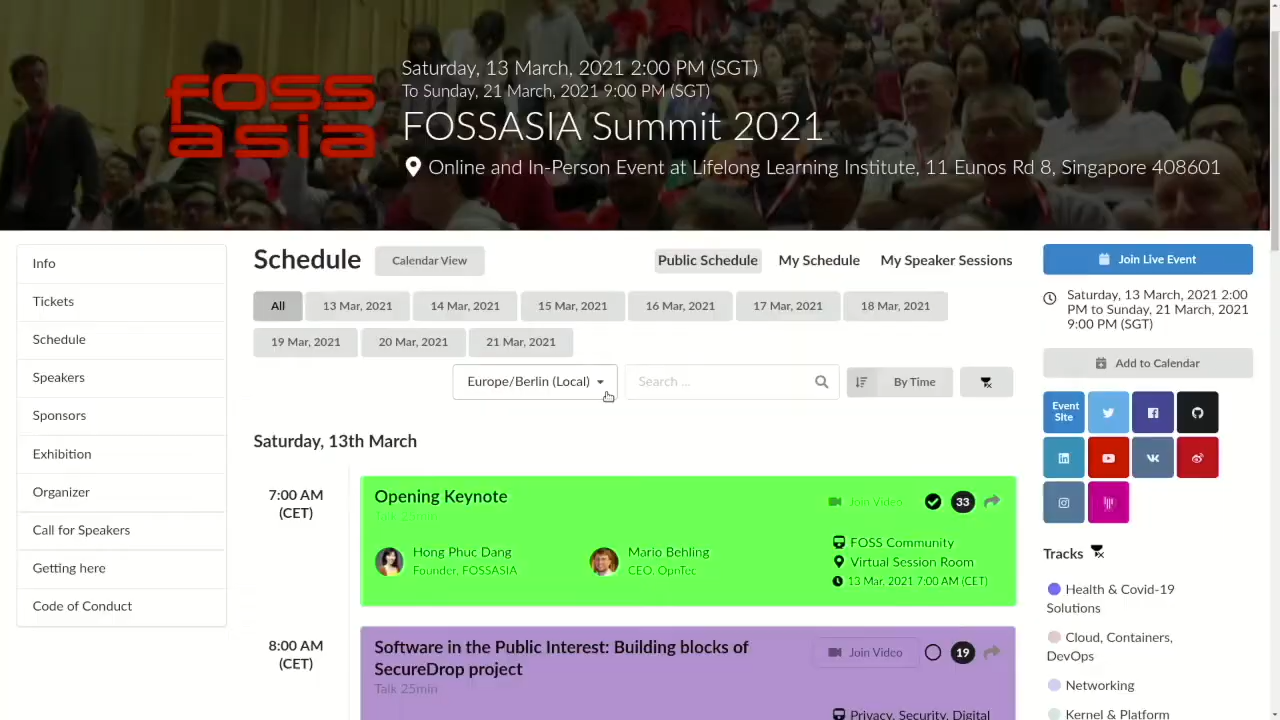 foss
asia
Saturday, 13 March, 2021 2:00 PM (SGT)
To Sunday, 21 March, 2021 9:00 PM (SGT)
FOSSASIA Summit 2021
Online and In-Person Event at Lifelong Learning Institute, 11 Eunos Rd 8, Singapore 408601
Info
Tickets
Schedule
Speakers
Sponsors
Exhibition
Organizer
Call for Speakers
Getting here
Code of Conduct
Schedule
Calendar View
Public Schedule
My Schedule
My Speaker Sessions
All
13 Mar, 2021
14 Mar, 2021
15 Mar, 2021
16 Mar, 2021
17 Mar, 2021
18 Mar, 2021
19 Mar, 2021
20 Mar, 2021
21 Mar, 2021
Europe/Berlin (Local)
Search ...
By Time
Saturday, 13th March
7:00 AM
(CET)
Opening Keynote
Talk 25min
Join Video
33
Hong Phuc Dang
Founder, FOSSASIA
Mario Behling
CEO, OpnTec
FOSS Community
Virtual Session Room
13 Mar, 2021 7:00 AM (CET)
8:00 AM
(CET)
Software in the Public Interest: Building blocks of
SecureDrop project
Talk 25min
Join Video
19
Privacy, Security, Digital
Join Live Event
Saturday, 13 March, 2021 2:00
PM to Sunday, 21 March, 2021
9:00 PM (SGT)
Add to Calendar
Event
Site
Tracks
Health & Covid-19
Solutions
Cloud, Containers,
DevOps
Networking
Kernel & Platform